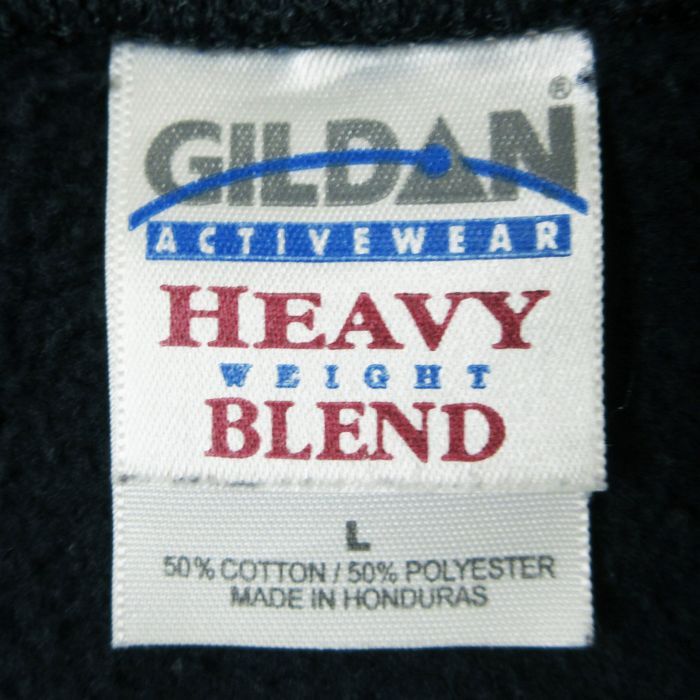 GILDAN®
ACTIVEWEAR
HEAVY
WEIGHT
BLEND
L
50% COTTON / 50% POLYESTER
MADE IN HONDURAS